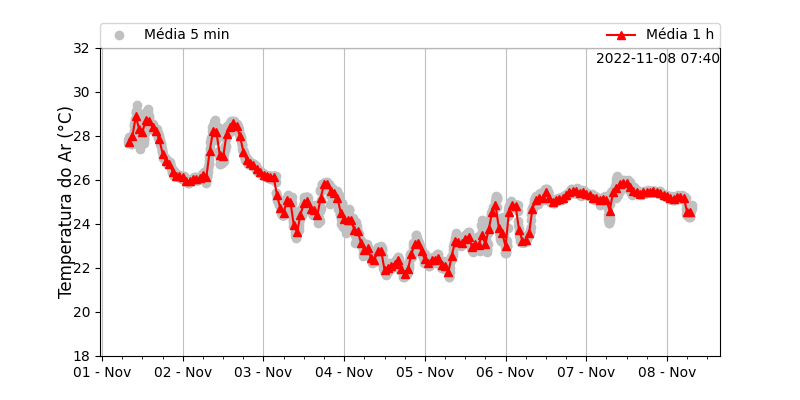 Média 5 min
Média 1 h
2022-11-08 07:40
Temperatura do Ar (°C)
32
30
28
26
24
22
20
18
01 - Nov
02 - Nov
03 - Nov
04 - Nov
05 - Nov
06 - Nov
07 - Nov
08 - Nov